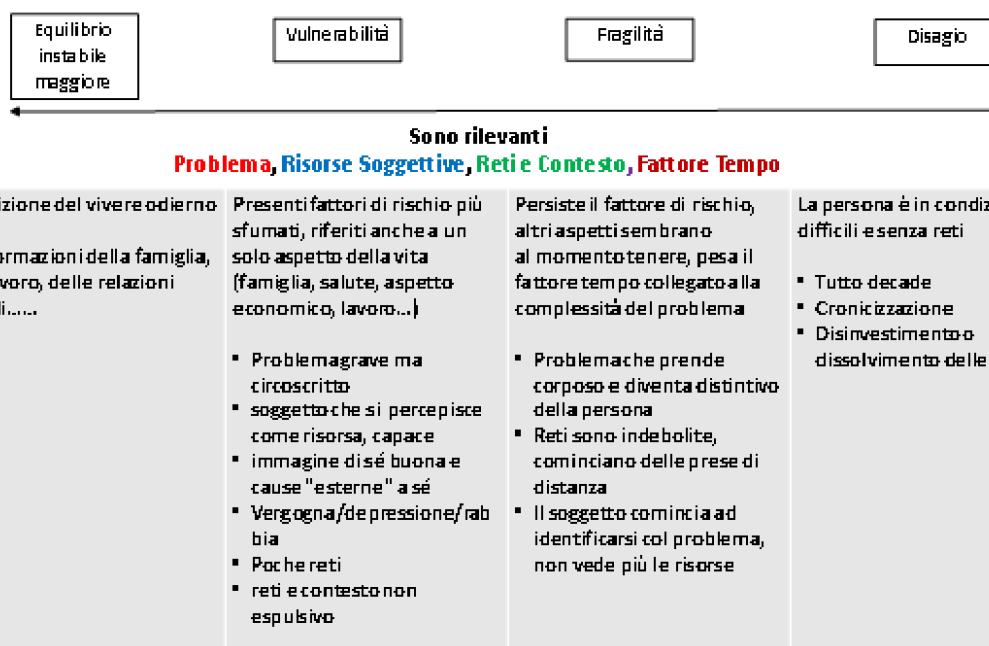 Equilibrio
instabile
maggiore
Vulnerabilità
Fragilità
Disagio
Sono rilevanti
Problema, Risorse Soggettive, Reti e Contesto, Fattore Tempo
izione del vivere odierno
ormazioni della famiglia,
voro, delle relazioni
li......
Presenti fattori di rischio più
sfumati, riferiti anche a un
solo aspetto della vita
(famiglia, salute, aspetto
economico, lavoro...)
▪ Problema grave ma
circoscritto
▪ soggetto che si percepisce
come risorsa, capace
▪ immagine di sé buona e
cause "esterne" a sé
▪ Vergogna/depressione/rab
bia
▪ Poche reti
▪ reti e contesto non
espulsivo
Persiste il fattore di rischio,
altri aspetti sembrano
al momento tenere, pesa il
fattore tempo collegato alla
complessità del problema
▪ Problema che prende
corposo e diventa distintivo
della persona
▪ Reti sono indebolite,
cominciano delle prese di
distanza
▪ Il soggetto comincia ad
identificarsi col problema,
non vede più le risorse
La persona è in condiz
difficili e senza reti
▪ Tutto decade
▪ Cronicizzazione
▪ Disinvestimento o
dissolvimento delle